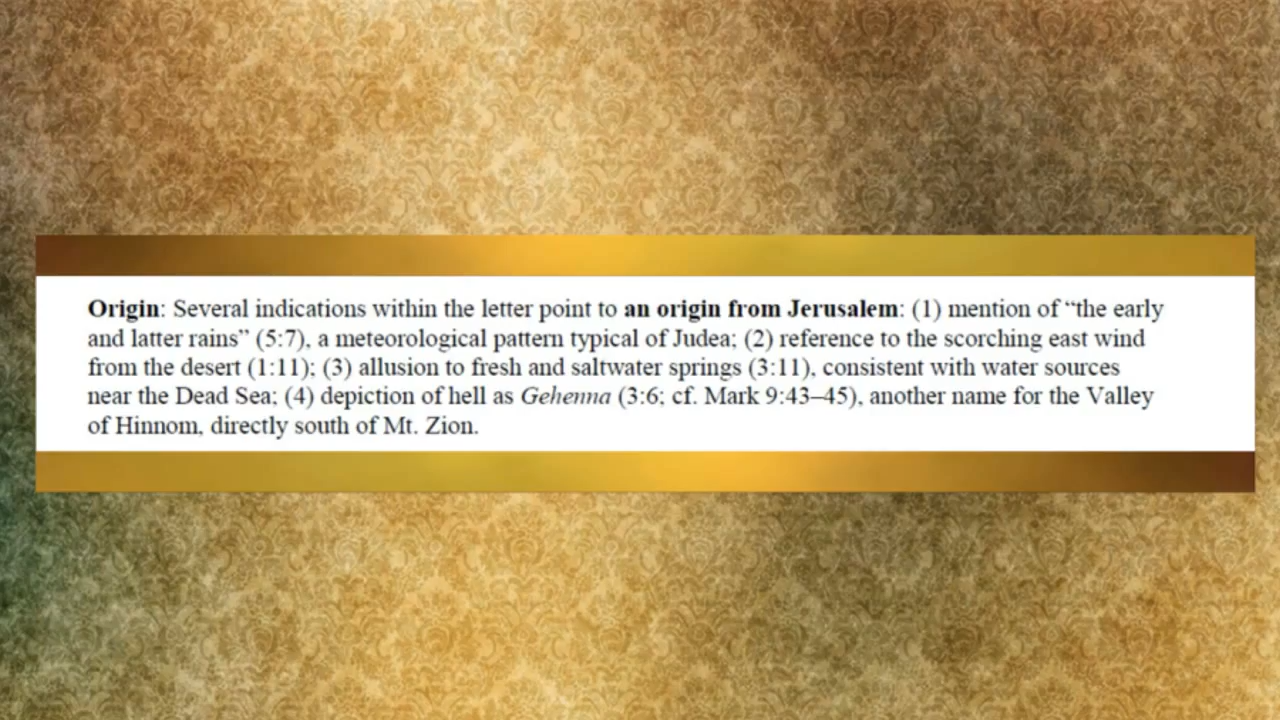 Origin: Several indications within the letter point to an origin from Jerusalem: (1) mention of “the early
and latter rains” (5:7), a meteorological pattern typical of Judea; (2) reference to the scorching east wind
from the desert (1:11); (3) allusion to fresh and saltwater springs (3:11), consistent with water sources
near the Dead Sea; (4) depiction of hell as Gehenna (3:6; cf. Mark 9:43–45), another name for the Valley
of Hinnom, directly south of Mt. Zion.